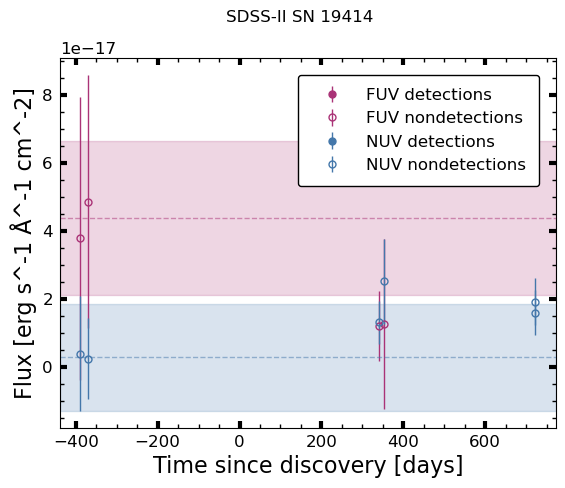 SDSS-II SN 19414
1e−17
FUV detections
FUV nondetections
NUV detections
NUV nondetections
8
6
4
2
0
Flux [erg s^-1 Å^-1 cm^-2]
−400 −200 0 200 400 600
Time since discovery [days]